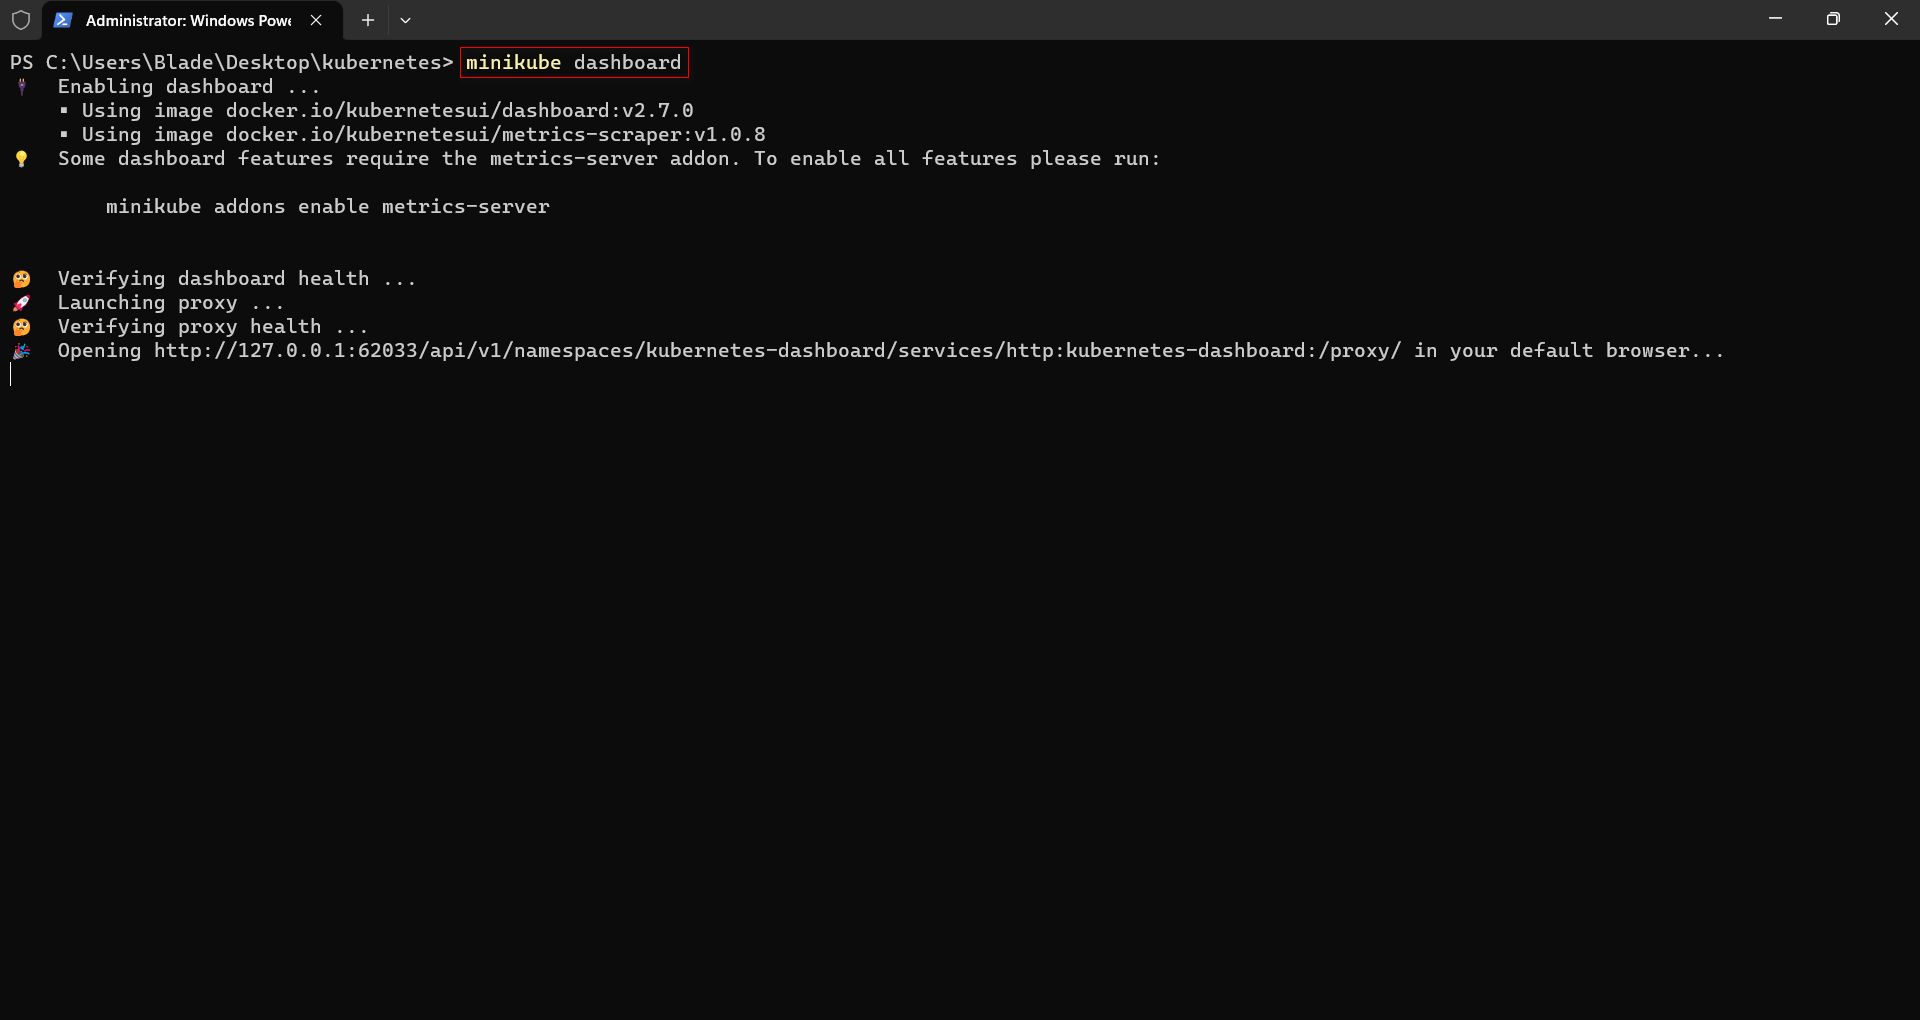 Administrator: Windows Powe
PS C:\Users\Blade\Desktop\kubernetes> minikube dashboard
Enabling dashboard ...
▪ Using image docker.io/kubernetesui/dashboard:v2.7.0
▪ Using image docker.io/kubernetesui/metrics-scraper:v1.0.8
Some dashboard features require the metrics-server addon. To enable all features please run:
minikube addons enable metrics-server
Verifying dashboard health ...
Launching proxy ...
Verifying proxy health ...
Opening http://127.0.0.1:62033/api/v1/namespaces/kubernetes-dashboard/services/http:kubernetes-dashboard:/proxy/ in your default browser...